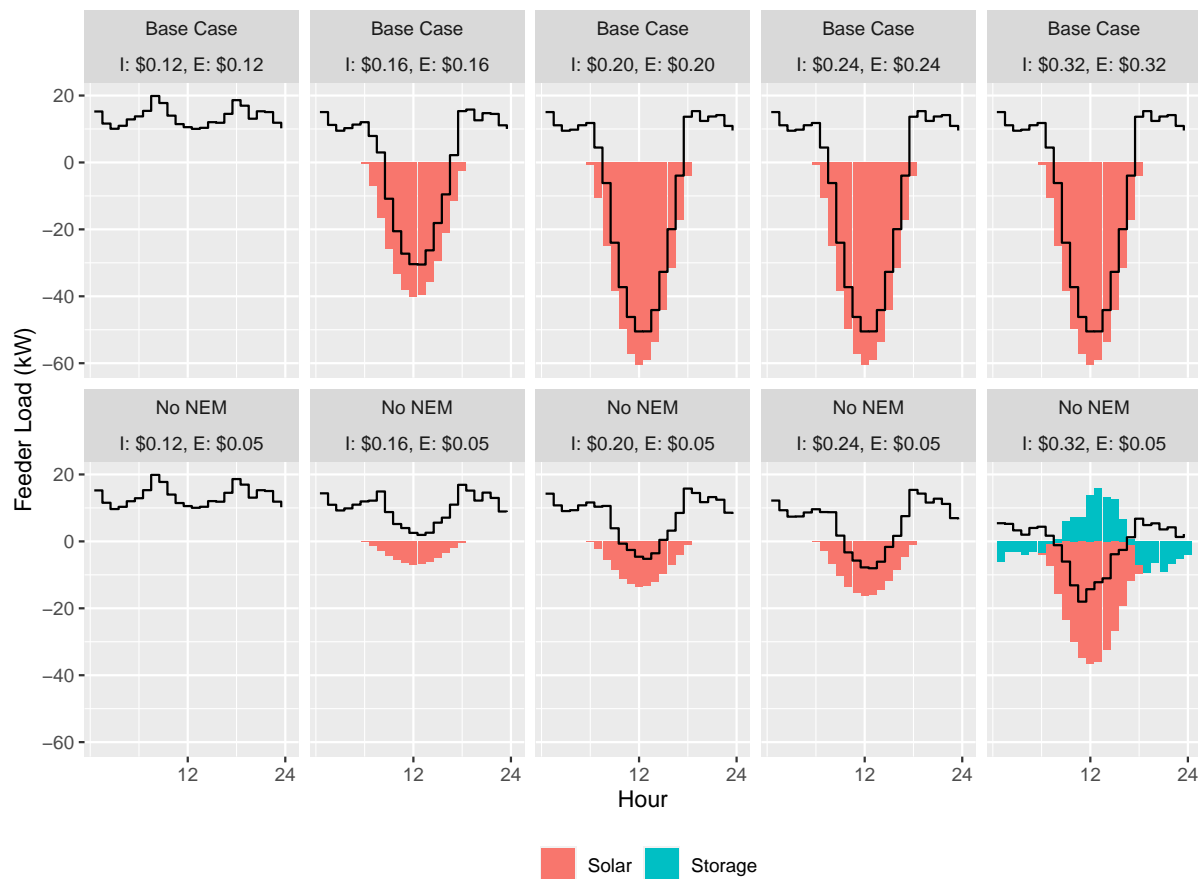 Base Case
I: $0.12, E: $0.12
Base Case
I: $0.16, E: $0.16
Base Case
I: $0.20, E: $0.20
Base Case
I: $0.24, E: $0.24
Base Case
I: $0.32, E: $0.32
20
0
−20
−40
−60
No NEM
I: $0.12, E: $0.05
No NEM
I: $0.16, E: $0.05
No NEM
I: $0.20, E: $0.05
No NEM
I: $0.24, E: $0.05
No NEM
I: $0.32, E: $0.05
20
0
−20
−40
−60
Feeder Load (kW)
12 24
12 24
12 24
12 24
12 24
Hour
Solar
Storage